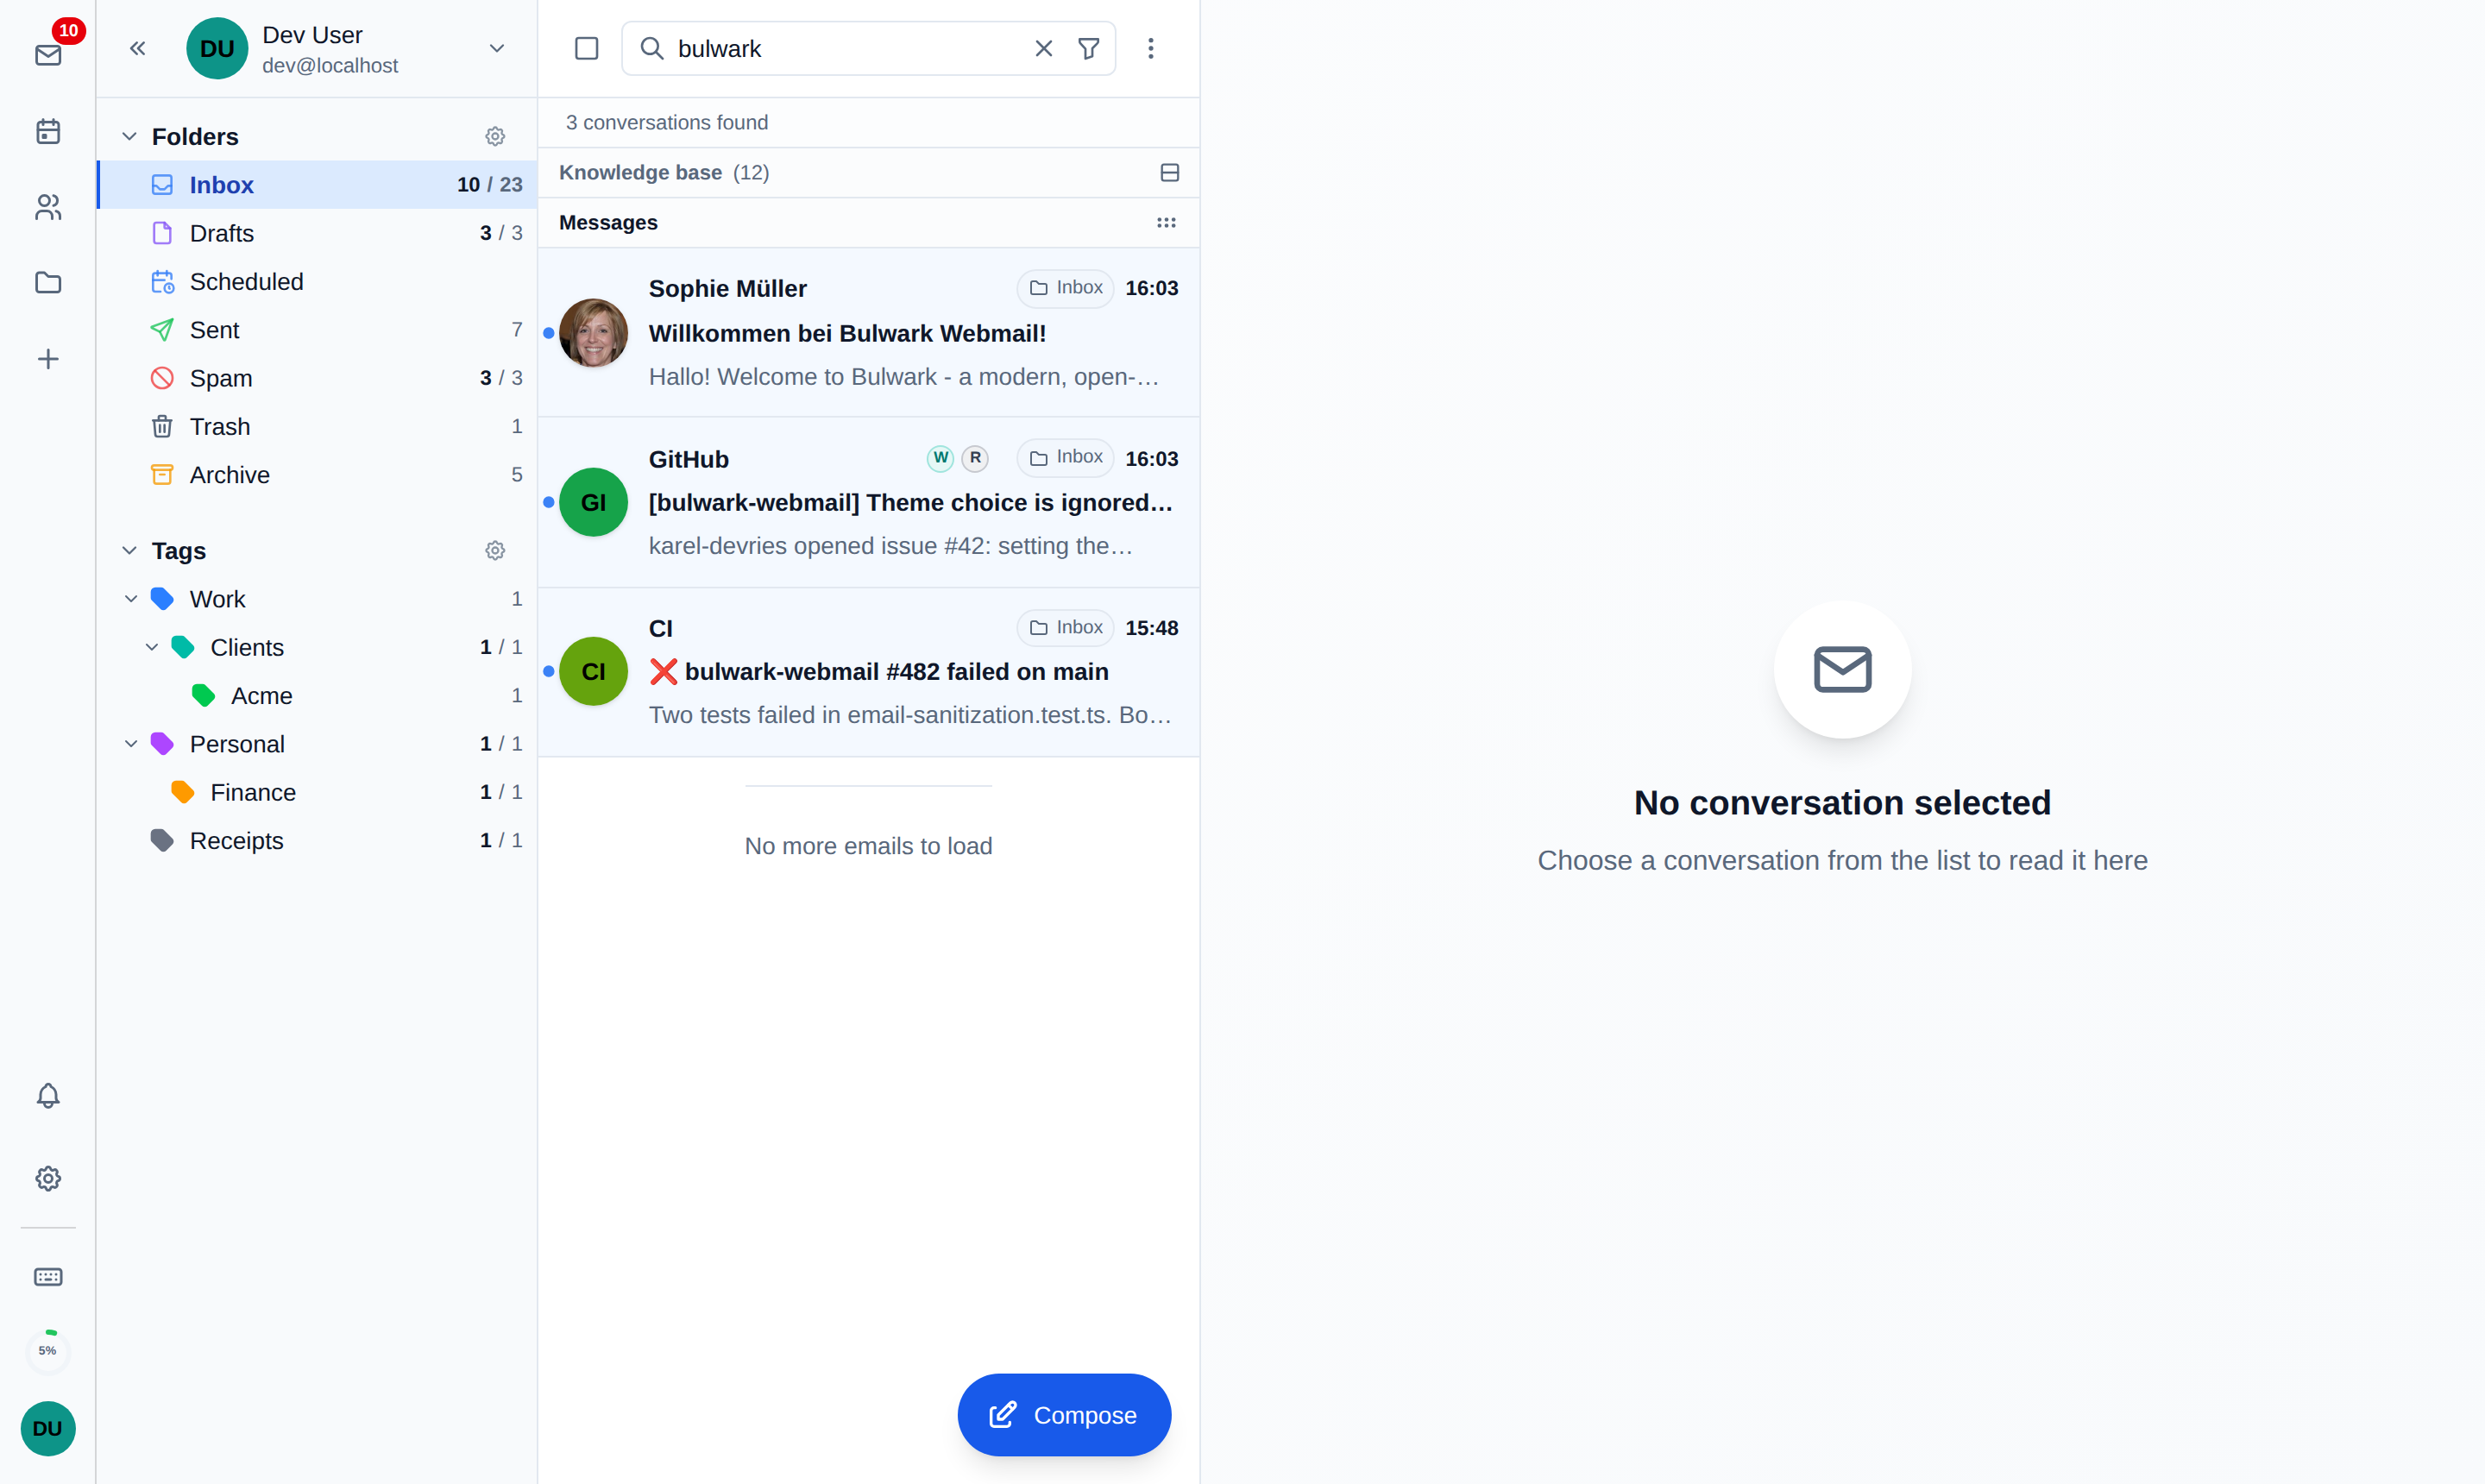 10
DU
Dev User
dev@localhost
Folders
Inbox 10 / 23
Drafts 3 / 3
Scheduled
Sent 7
Spam 3 / 3
Trash 1
Archive 5
Tags
Work 1
Clients 1 / 1
Acme 1
Personal 1 / 1
Finance 1 / 1
Receipts 1 / 1
5%
DU
bulwark
3 conversations found
Knowledge base (12)
Messages
Sophie Müller Inbox 16:03
Willkommen bei Bulwark Webmail!
Hallo! Welcome to Bulwark - a modern, open-…
GI
GitHub W R Inbox 16:03
[bulwark-webmail] Theme choice is ignored…
karel-devries opened issue #42: setting the…
CI
CI Inbox 15:48
❌ bulwark-webmail #482 failed on main
Two tests failed in email-sanitization.test.ts. Bo…
No more emails to load
Compose
No conversation selected
Choose a conversation from the list to read it here